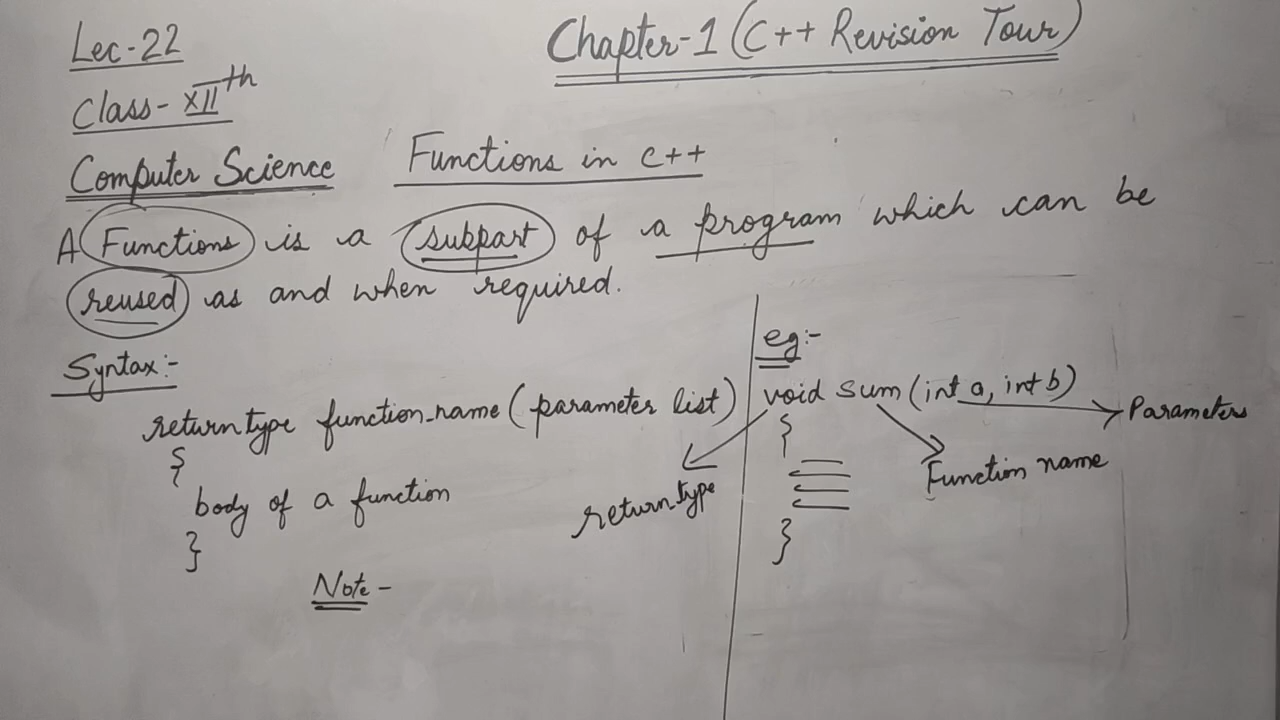 Lec-22
Chapter-1 (C++ Revision Tour)
Class- XIIth
Computer Science
Functions in C++
A Functions is a subpart of a program which can be
reused as and when required.
Syntax:-
returntype function_name (parameter list)
{
body of a function
}
Note -
eg:-
void sum (int a, int b)
Parameters
{
returntype
Function name
}